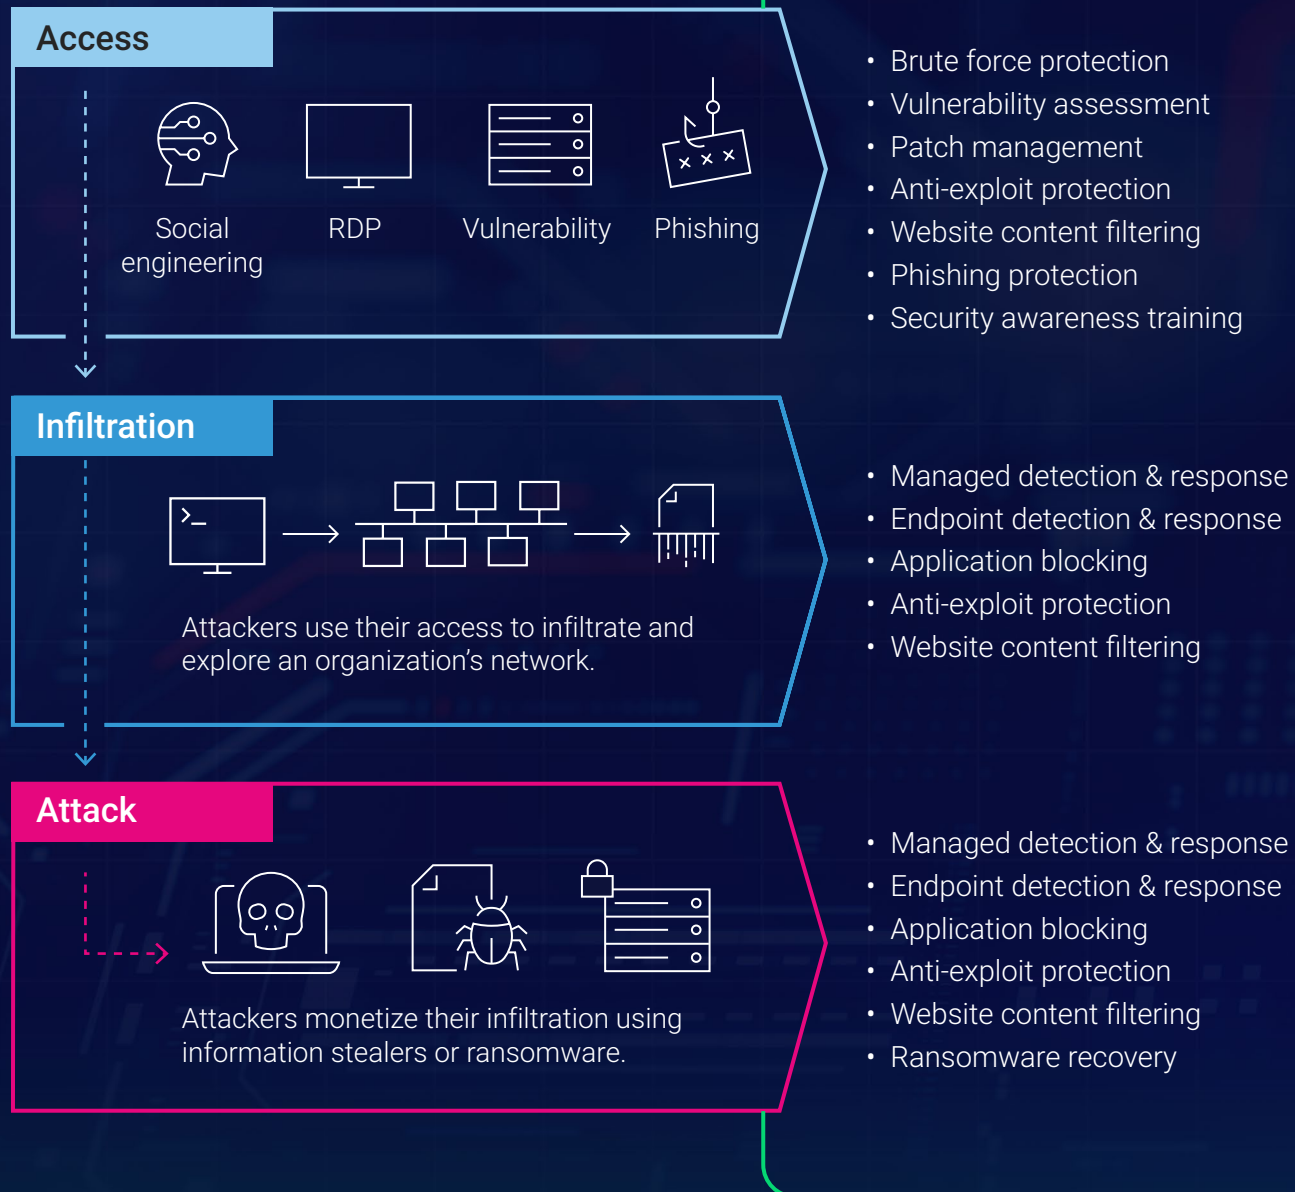 Access
Social
engineering
RDP
Vulnerability
Phishing
• Brute force protection
• Vulnerability assessment
• Patch management
• Anti-exploit protection
• Website content filtering
• Phishing protection
• Security awareness training
Infiltration
>_
Attackers use their access to infiltrate and
explore an organization’s network.
• Managed detection & response
• Endpoint detection & response
• Application blocking
• Anti-exploit protection
• Website content filtering
Attack
Attackers monetize their infiltration using
information stealers or ransomware.
• Managed detection & response
• Endpoint detection & response
• Application blocking
• Anti-exploit protection
• Website content filtering
• Ransomware recovery